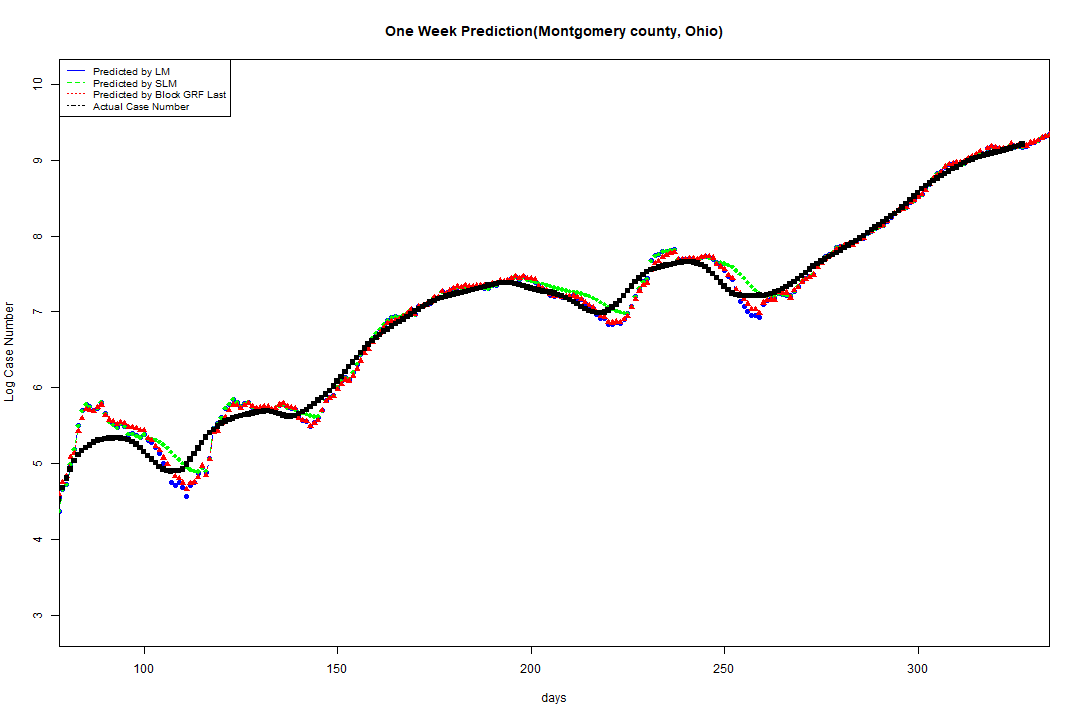 One Week Prediction(Montgomery county, Ohio)
Predicted by LM
Predicted by SLM
Predicted by Block GRF Last
Actual Case Number
10
9
8
7
6
5
4
3
Log Case Number
100 150 200 250 300
days